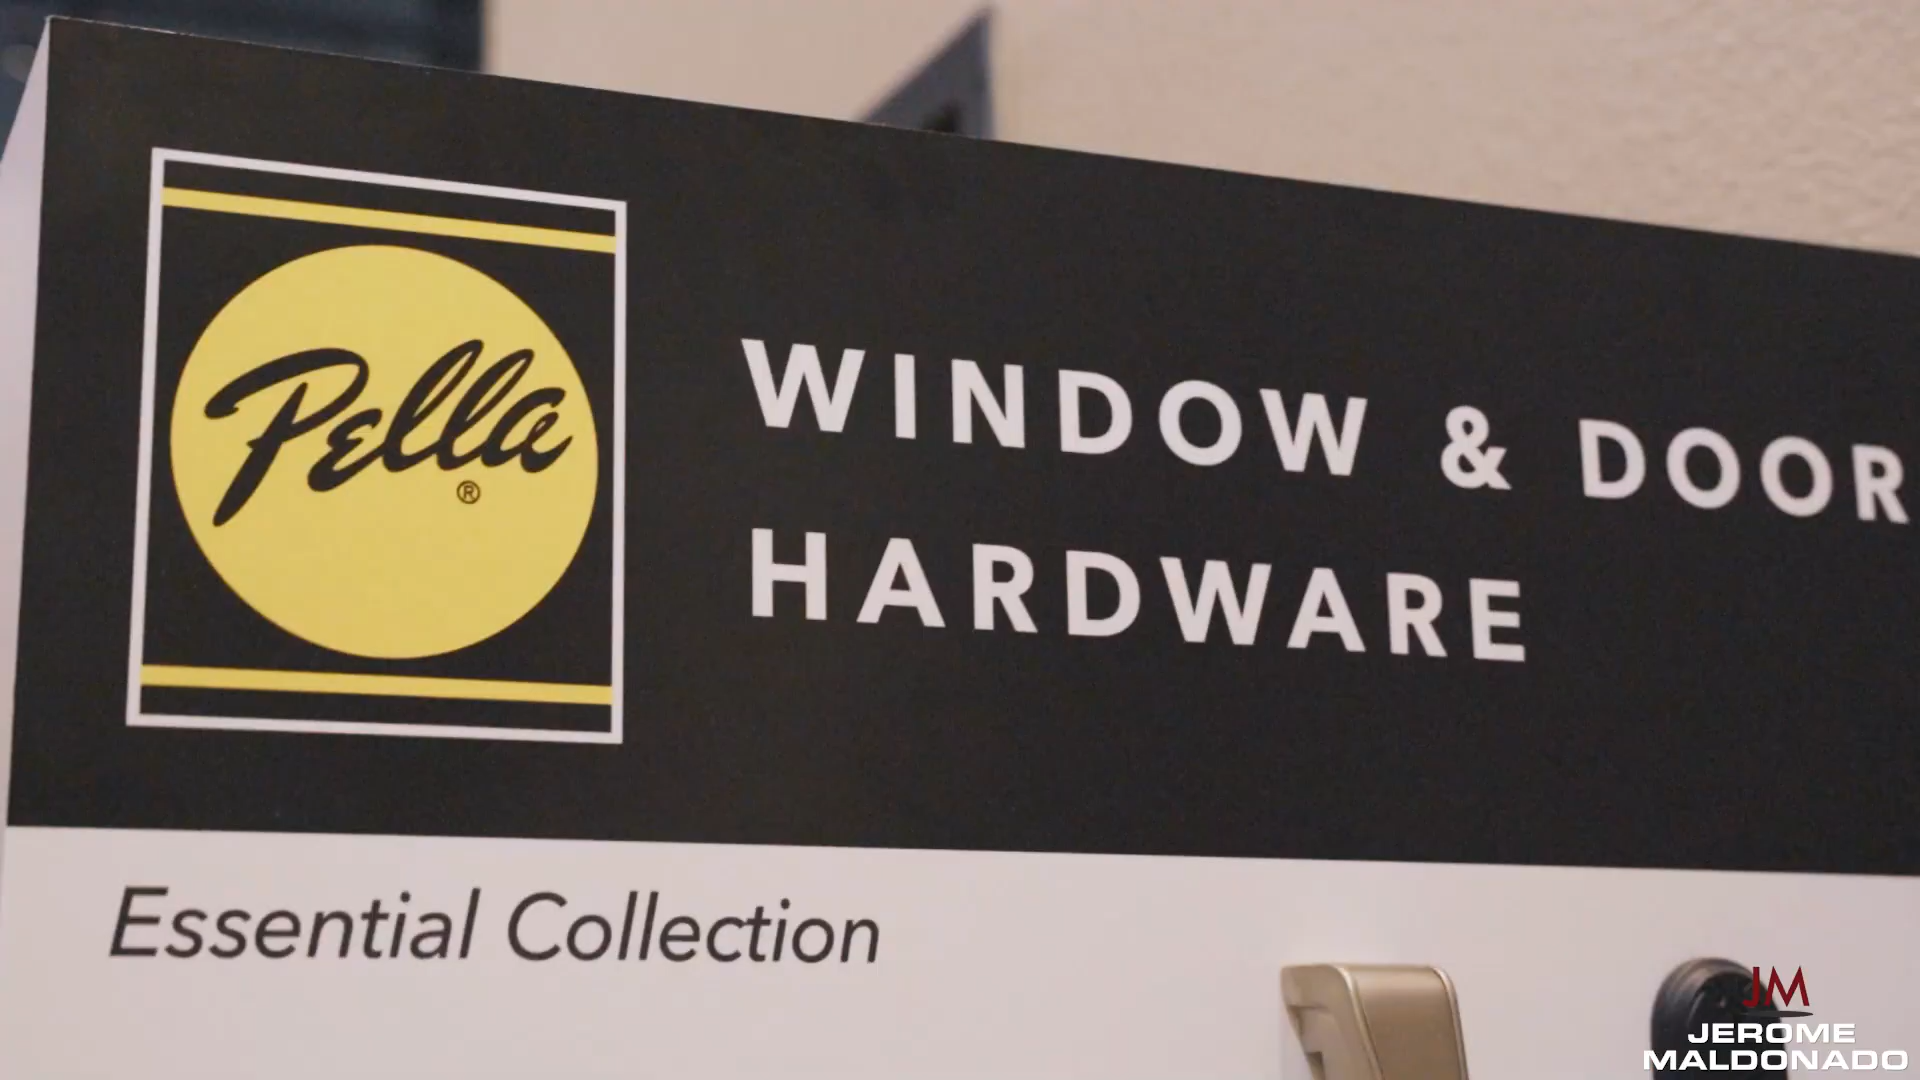 Pella
®
WINDOW & DOOR
HARDWARE
Essential Collection
JM
JEROME
MALDONADO